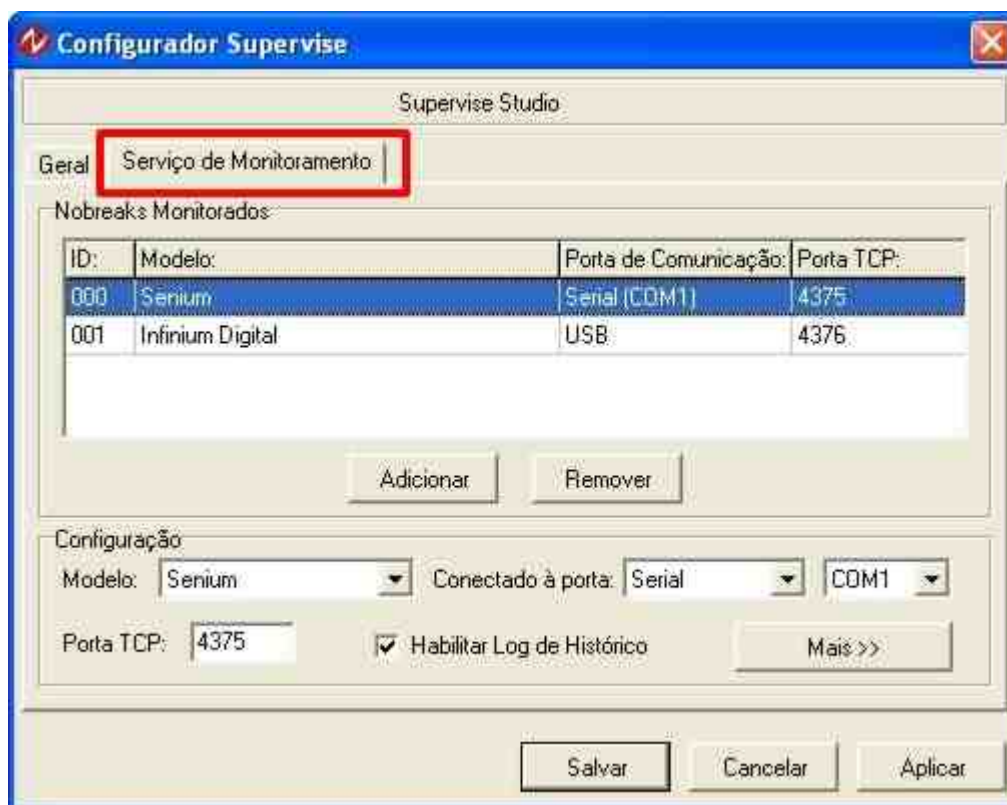 Configurador Supervise
Supervise Studio
Geral Serviço de Monitoramento
Nobreaks Monitorados
ID: Modelo: Porta de Comunicação: Porta TCP:
000 Senium Serial (COM1) 4375
001 Infinium Digital USB 4376
Adicionar Remover
Configuração
Modelo: Senium Conectado à porta: Serial COM1
Porta TCP: 4375 Habilitar Log de Histórico Mais >>
Salvar Cancelar Aplicar